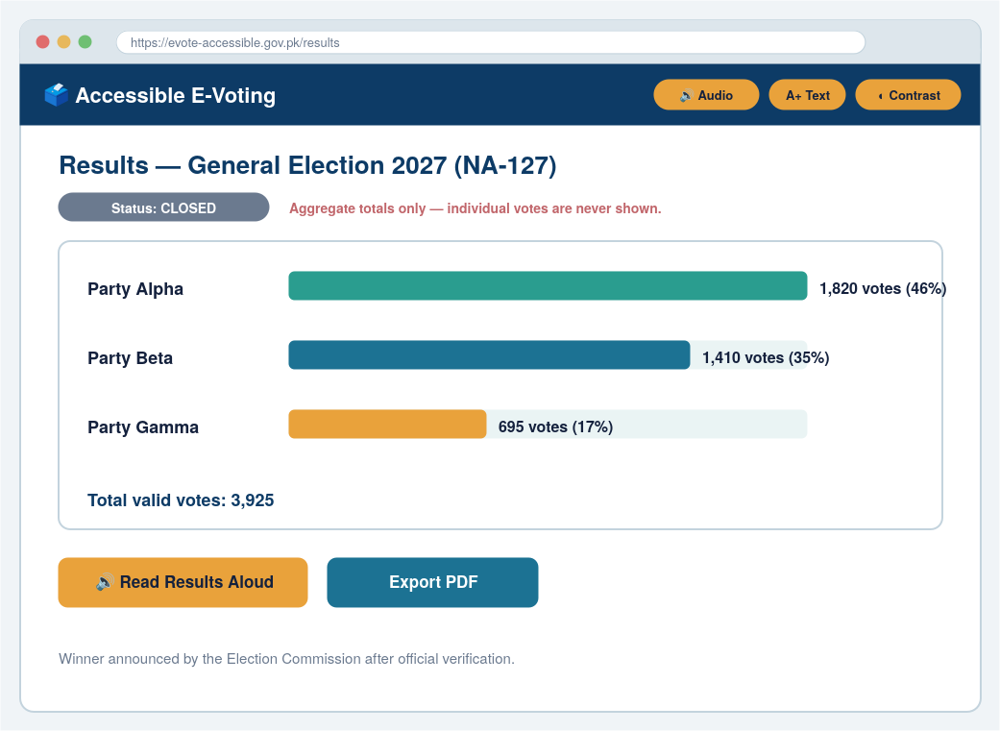 https://evote-accessible.gov.pk/results
🗳️ Accessible E-Voting
🔊 Audio
A+ Text
◖ Contrast
Results — General Election 2027 (NA-127)
Status: CLOSED
Aggregate totals only — individual votes are never shown.
Party Alpha 1,820 votes (46%)
Party Beta 1,410 votes (35%)
Party Gamma 695 votes (17%)
Total valid votes: 3,925
🔊 Read Results Aloud
Export PDF
Winner announced by the Election Commission after official verification.